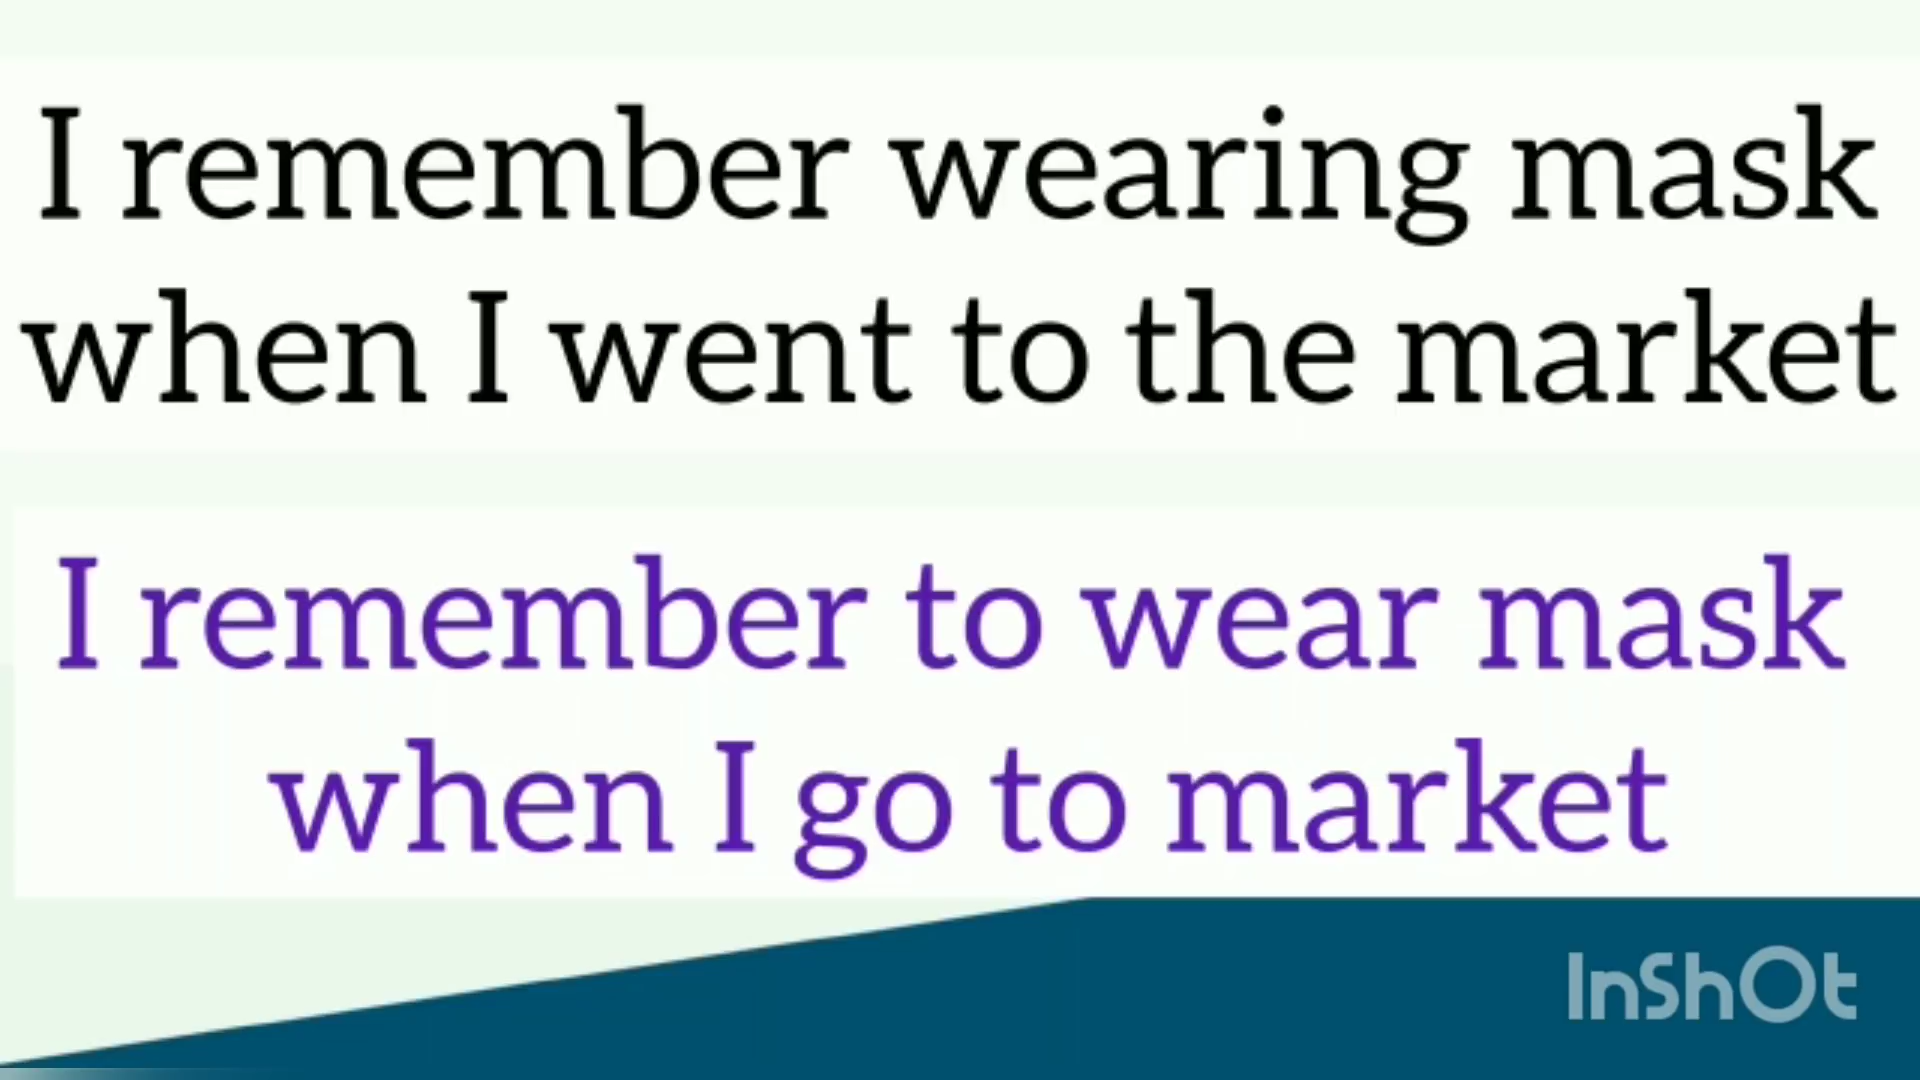 I remember wearing mask
when I went to the market
I remember to wear mask
when I go to market
InShOt